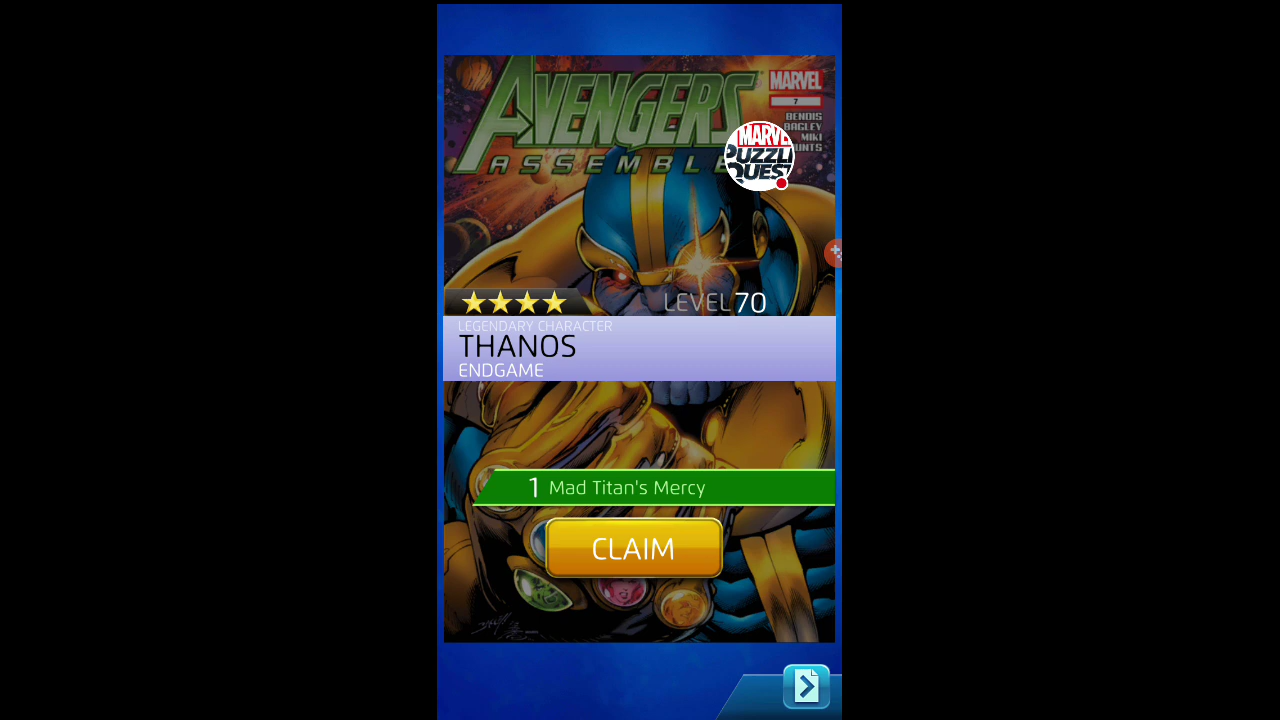 AVENGERS
ASSEMBLE
MARVEL
7
BENDIS
BAGLEY
MIKI
MARVEL
PUZZLE
QUEST
LEVEL 70
LEGENDARY CHARACTER
THANOS
ENDGAME
1 Mad Titan's Mercy
CLAIM